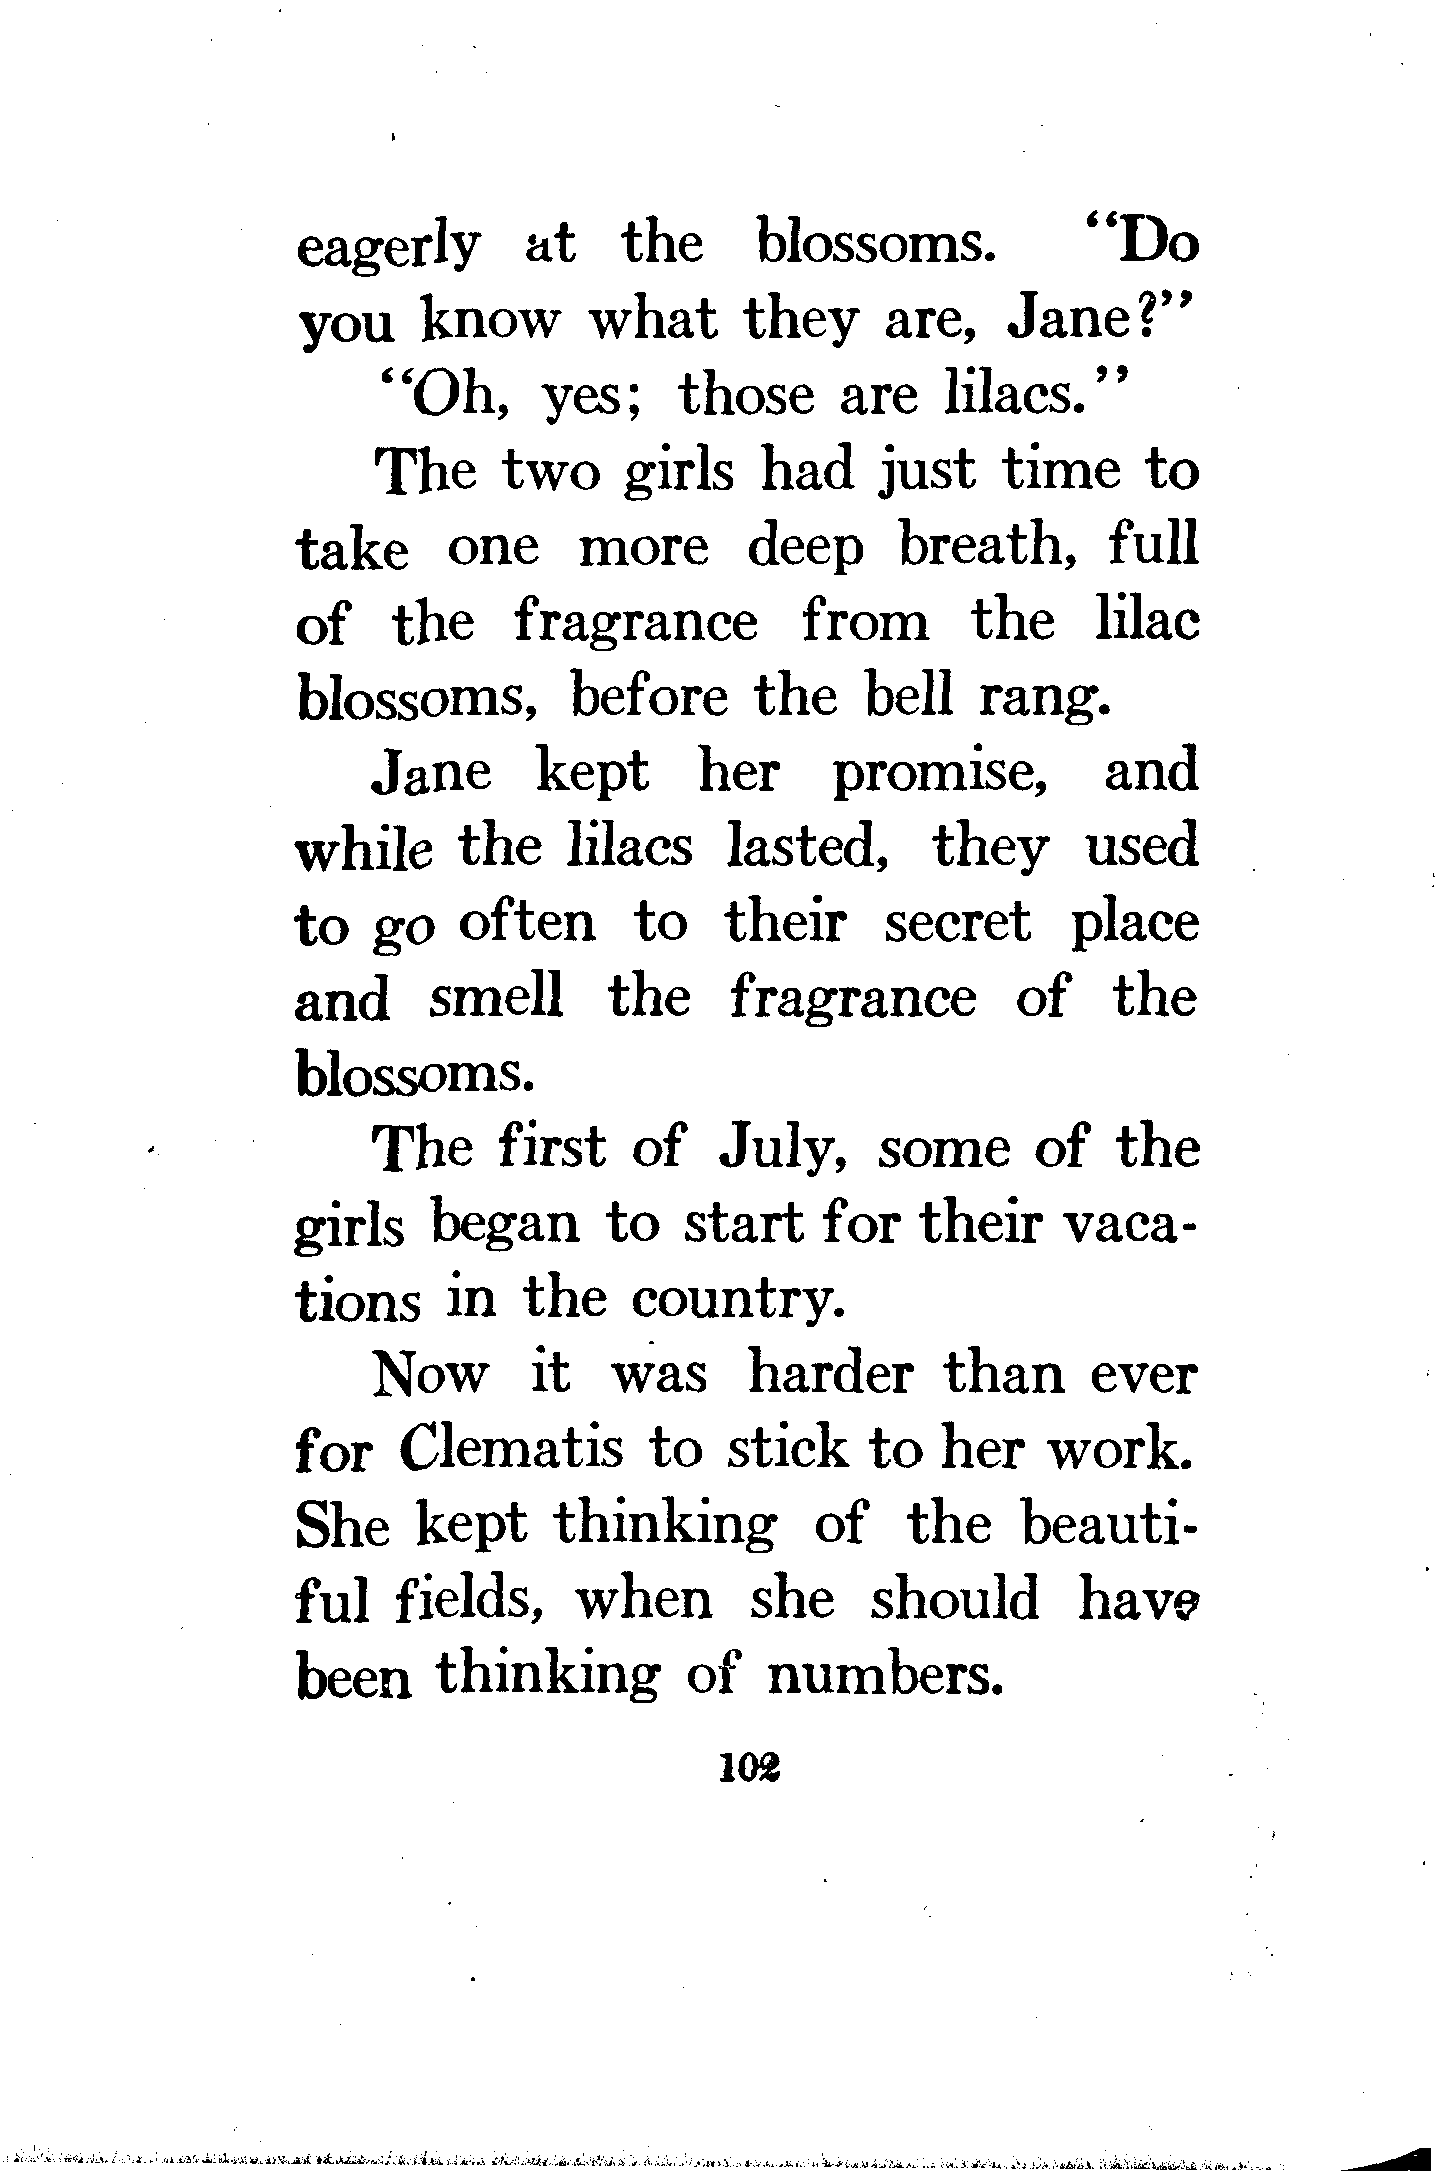 eagerly at the blossoms. "Do
you know what they are, Jane?"
"Oh, yes; those are lilacs."
The two girls had just time to
take one more deep breath, full
of the fragrance from the lilac
blossoms, before the bell rang.
Jane kept her promise, and
while the lilacs lasted, they used
to go often to their secret place
and smell the fragrance of the
blossoms.
The first of July, some of the
girls began to start for their vaca-
tions in the country.
Now it was harder than ever
for Clematis to stick to her work.
She kept thinking of the beauti-
ful fields, when she should have
been thinking of numbers.
102